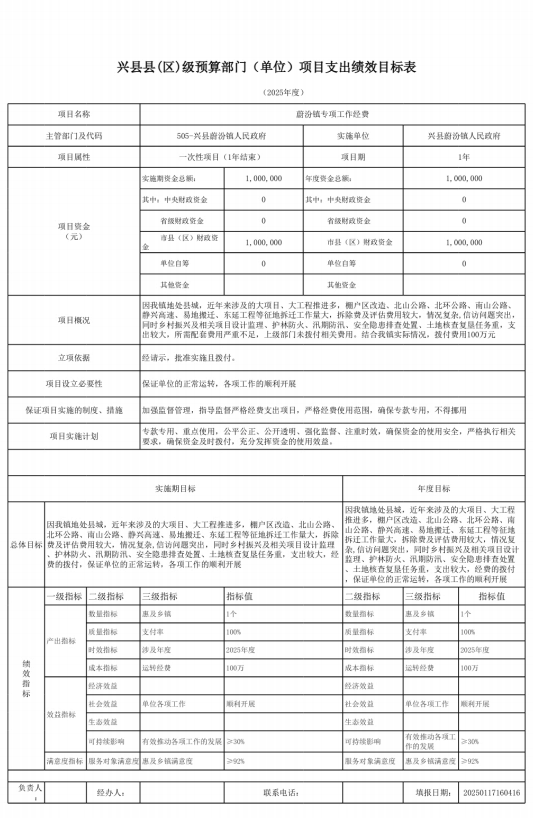 兴县县(区)级预算部门（单位）项目支出绩效目标表
（2025年度）
项目名称 蔚汾镇专项工作经费
主管部门及代码 505-兴县蔚汾镇人民政府 实施单位 兴县蔚汾镇人民政府
项目属性 一次性项目（1年结束） 项目期 1年
项目资金
（元）
实施期资金总额: 1,000,000 年度资金总额: 1,000,000
其中：中央财政资金 0 其中：中央财政资金 0
省级财政资金 0 省级财政资金 0
市县（区）财政资
金 1,000,000 市县（区）财政资金 1,000,000
单位自筹 0 单位自筹 0
其他资金 其他资金
项目概况
因我镇地处县城，近年来涉及的大项目、大工程推进多，棚户区改造、北山公路、北环公路、南山公路、
静兴高速、易地搬迁、东延工程等征地拆迁工作量大，拆除费及评估费用较大，情况复杂,信访问题突出，
同时乡村振兴及相关项目设计监理、护林防火、汛期防汛、安全隐患排查处置、土地核查复垦任务重，支
出较大，所需配套费用严重不足，上级部门未拨付相关费用。结合我镇实际情况，拨付费用100万元
立项依据 经请示，批准实施且拨付。
项目设立必要性 保证单位的正常运转，各项工作的顺利开展
保证项目实施的制度、措施 加强监督管理，指导监督严格经费支出项目，严格经费使用范围，确保专款专用，不得挪用
项目实施计划
专款专用、重点使用，公平公正、公开透明、强化监督、注重时效，确保资金的使用安全，严格执行相关
要求，确保资金及时拨付，充分发挥资金的使用效益。
实施期目标 年度目标
总体目标
因我镇地处县城，近年来涉及的大项目、大工程推进多，棚户区改造、北山公路、
北环公路、南山公路、静兴高速、易地搬迁、东延工程等征地拆迁工作量大，拆除
费及评估费用较大，情况复杂,信访问题突出，同时乡村振兴及相关项目设计监理
、护林防火、汛期防汛、安全隐患排查处置、土地核查复垦任务重，支出较大，经
费的拨付，保证单位的正常运转，各项工作的顺利开展
因我镇地处县城，近年来涉及的大项目、大工程
推进多，棚户区改造、北山公路、北环公路、南
山公路、静兴高速、易地搬迁、东延工程等征地
拆迁工作量大，拆除费及评估费用较大，情况复
杂,信访问题突出，同时乡村振兴及相关项目设计
监理、护林防火、汛期防汛、安全隐患排查处置
、土地核查复垦任务重，支出较大，经费的拨付
，保证单位的正常运转，各项工作的顺利开展
绩
效
指
标
一级指标 二级指标 三级指标 指标值 二级指标 三级指标 指标值
产出指标
数量指标 惠及乡镇 1个 数量指标 惠及乡镇 1个
质量指标 支付率 100% 质量指标 支付率 100%
时效指标 涉及年度 2025年度 时效指标 涉及年度 2025年度
成本指标 运转经费 100万 成本指标 运转经费 100万
效益指标
经济效益 经济效益
社会效益 单位各项工作 顺利开展 社会效益 单位各项工作 顺利开展
生态效益 生态效益
可持续影响 有效推动各项工作的发展 ≥30% 可持续影响 有效推动各项工
作的发展 ≥30%
满意度指标 服务对象满意度 惠及乡镇满意度 ≥92% 服务对象满意度 惠及乡镇满意度 ≥92%
负责人
： 经办人： 联系电话： 填报日期： 20250117160416